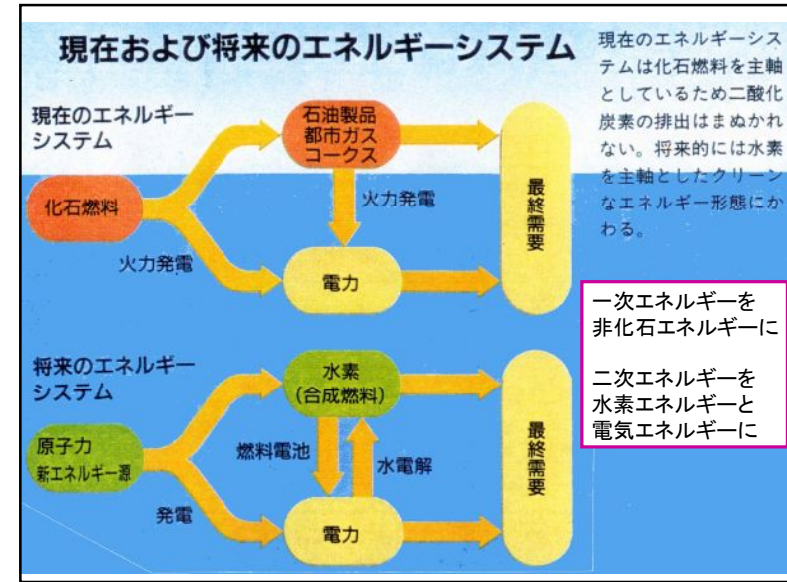 現在および将来のエネルギーシステム
現在のエネルギーシス
テムは化石燃料を主軸
としているため二酸化
炭素の排出はまぬかれ
ない。将来的には水素
を主軸としたクリーン
なエネルギー形態にか
わる。
現在のエネルギー
システム
化石燃料
石油製品
都市ガス
コークス
火力発電
火力発電
電力
最終需要
一次エネルギーを
非化石エネルギーに
二次エネルギーを
水素エネルギーと
電気エネルギーに
将来のエネルギー
システム
原子力
新エネルギー源
水素
(合成燃料)
燃料電池
水電解
発電
電力
最終需要